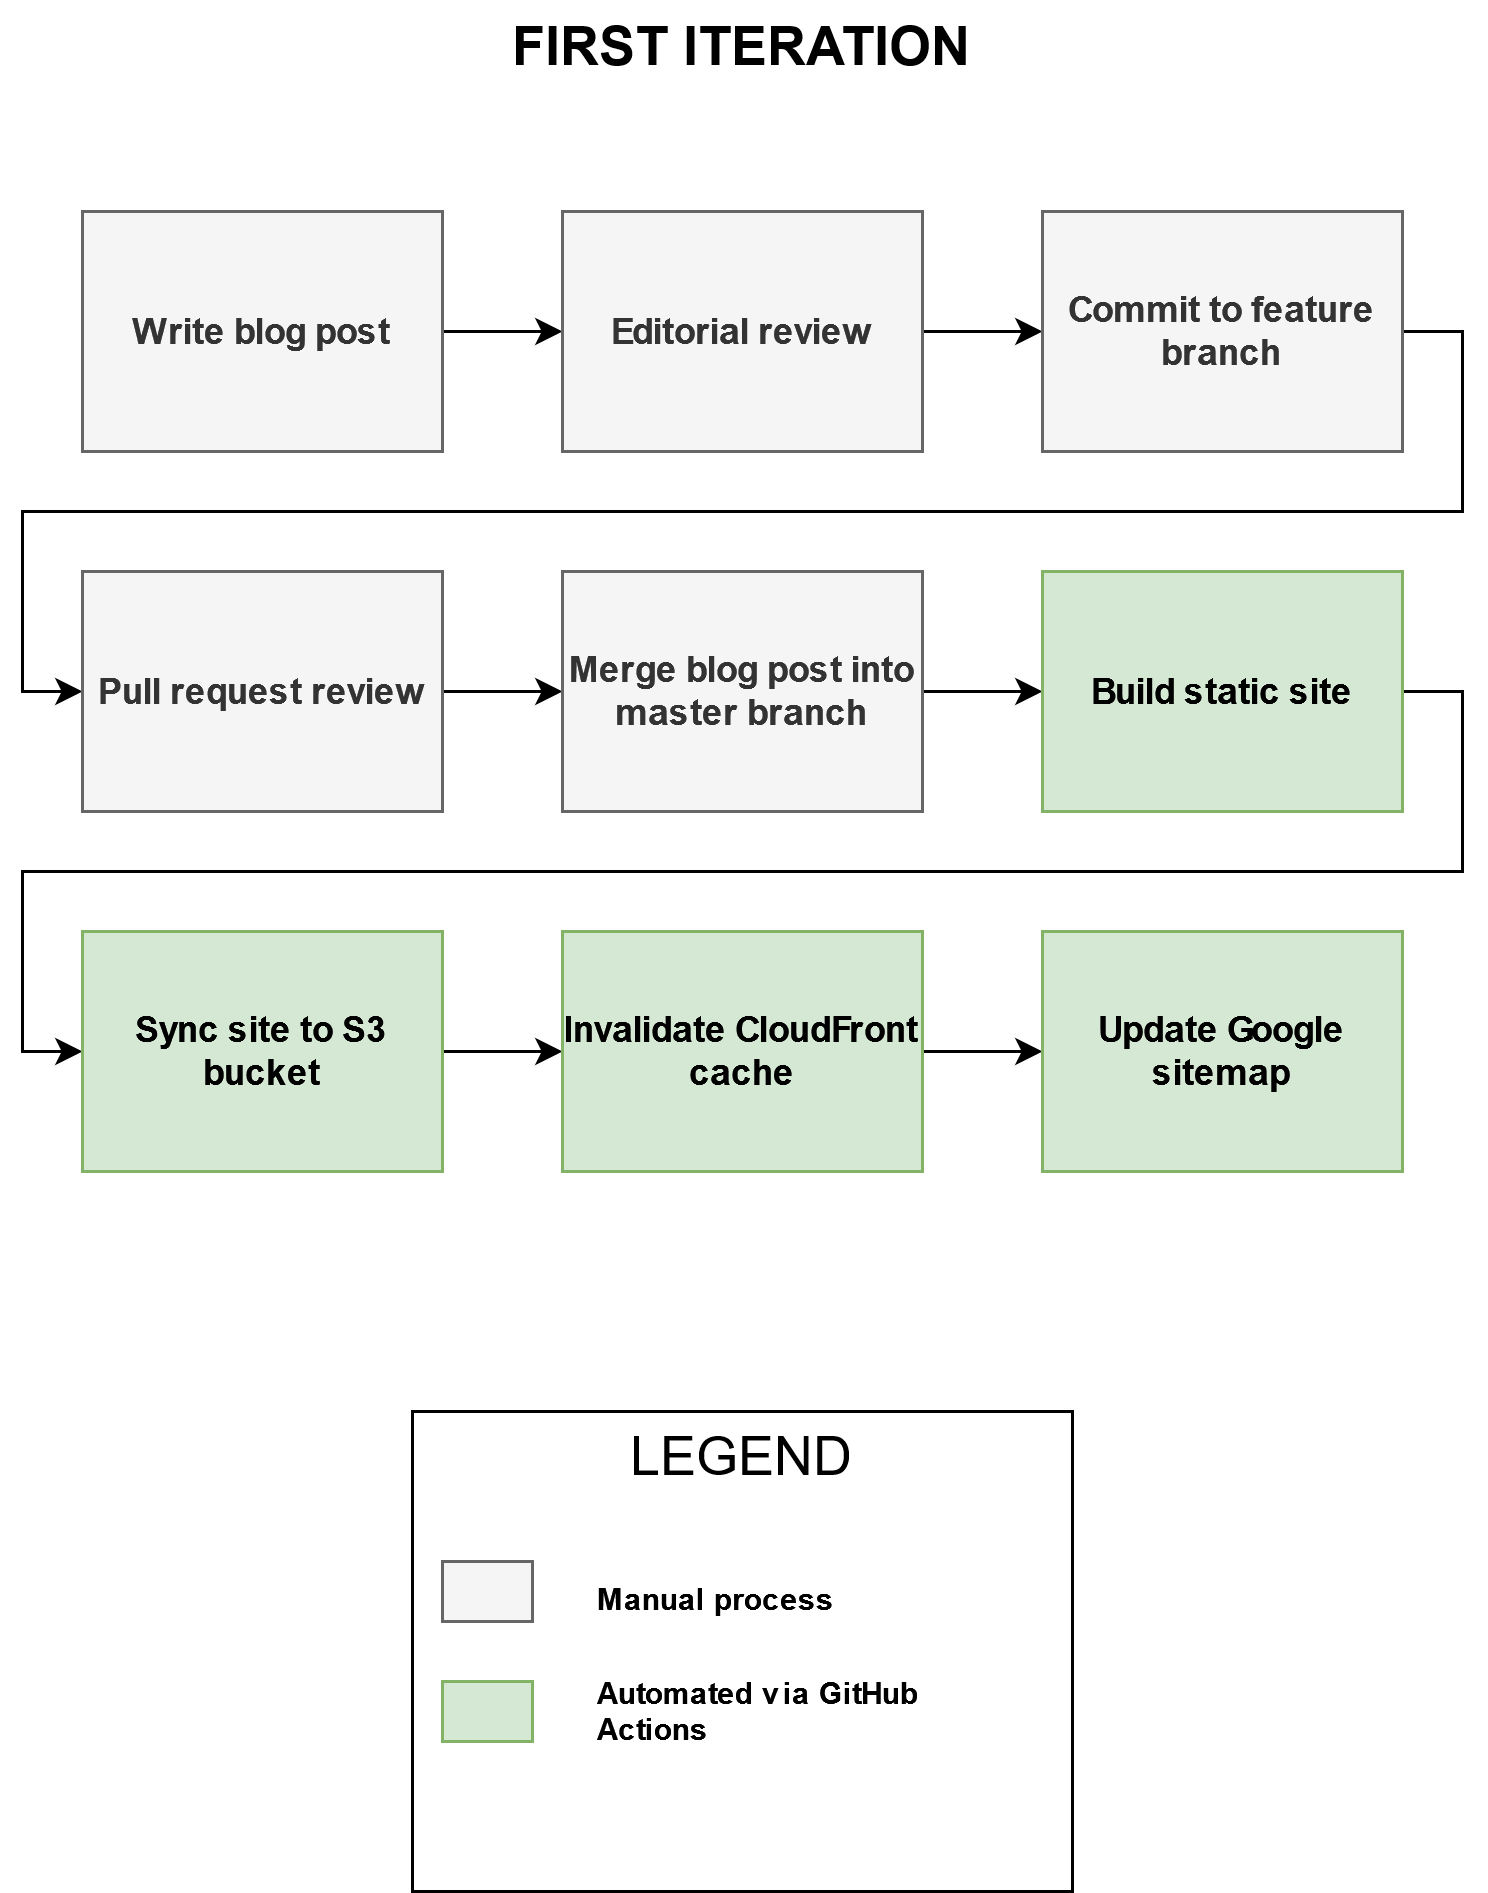 FIRST ITERATION
Write blog post
Editorial review
Commit to feature
branch
Pull request review
Merge blog post into
master branch
Build static site
Sync site to S3
bucket
Invalidate CloudFront
cache
Update Google
sitemap
LEGEND
Manual process
Automated via GitHub
Actions